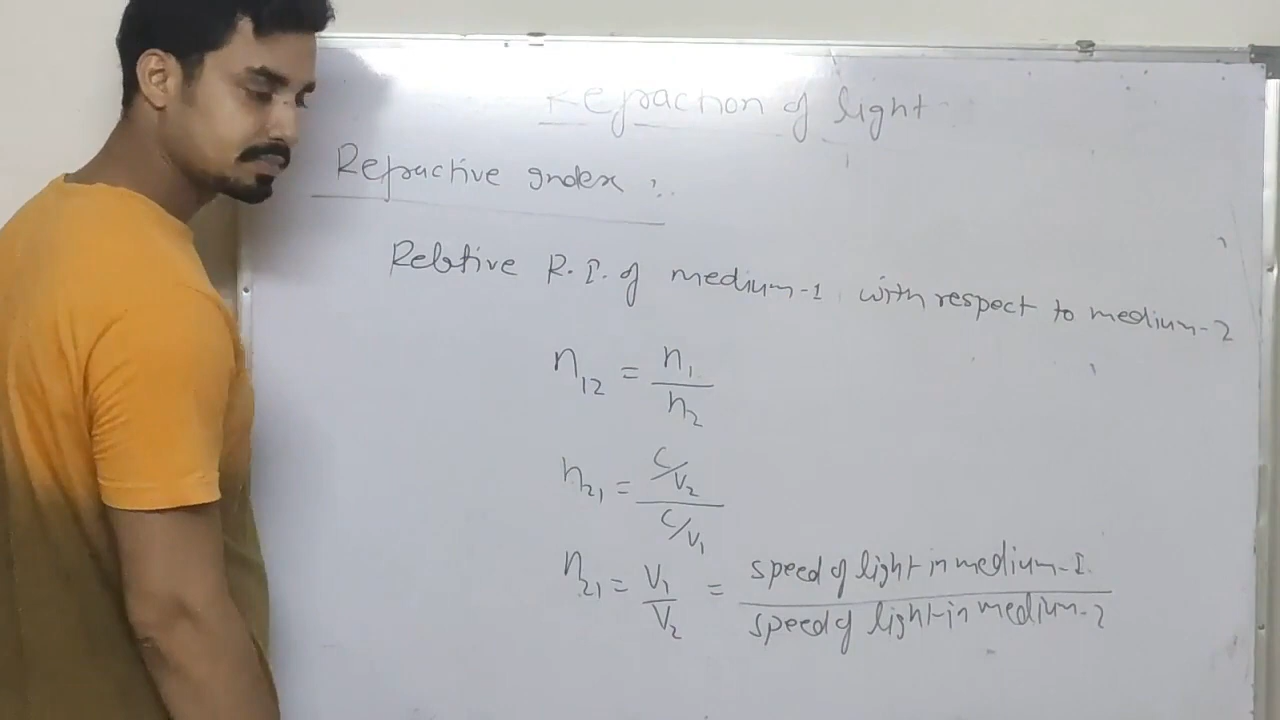 Refraction of light
Refractive index :
Relative R.I. of medium-1 with respect to medium-2
n12 = n1/n2
n21 = (C/V2)/(C/V1)
n21 = V1/V2 = speed of light in medium-1/speed of light in medium-2